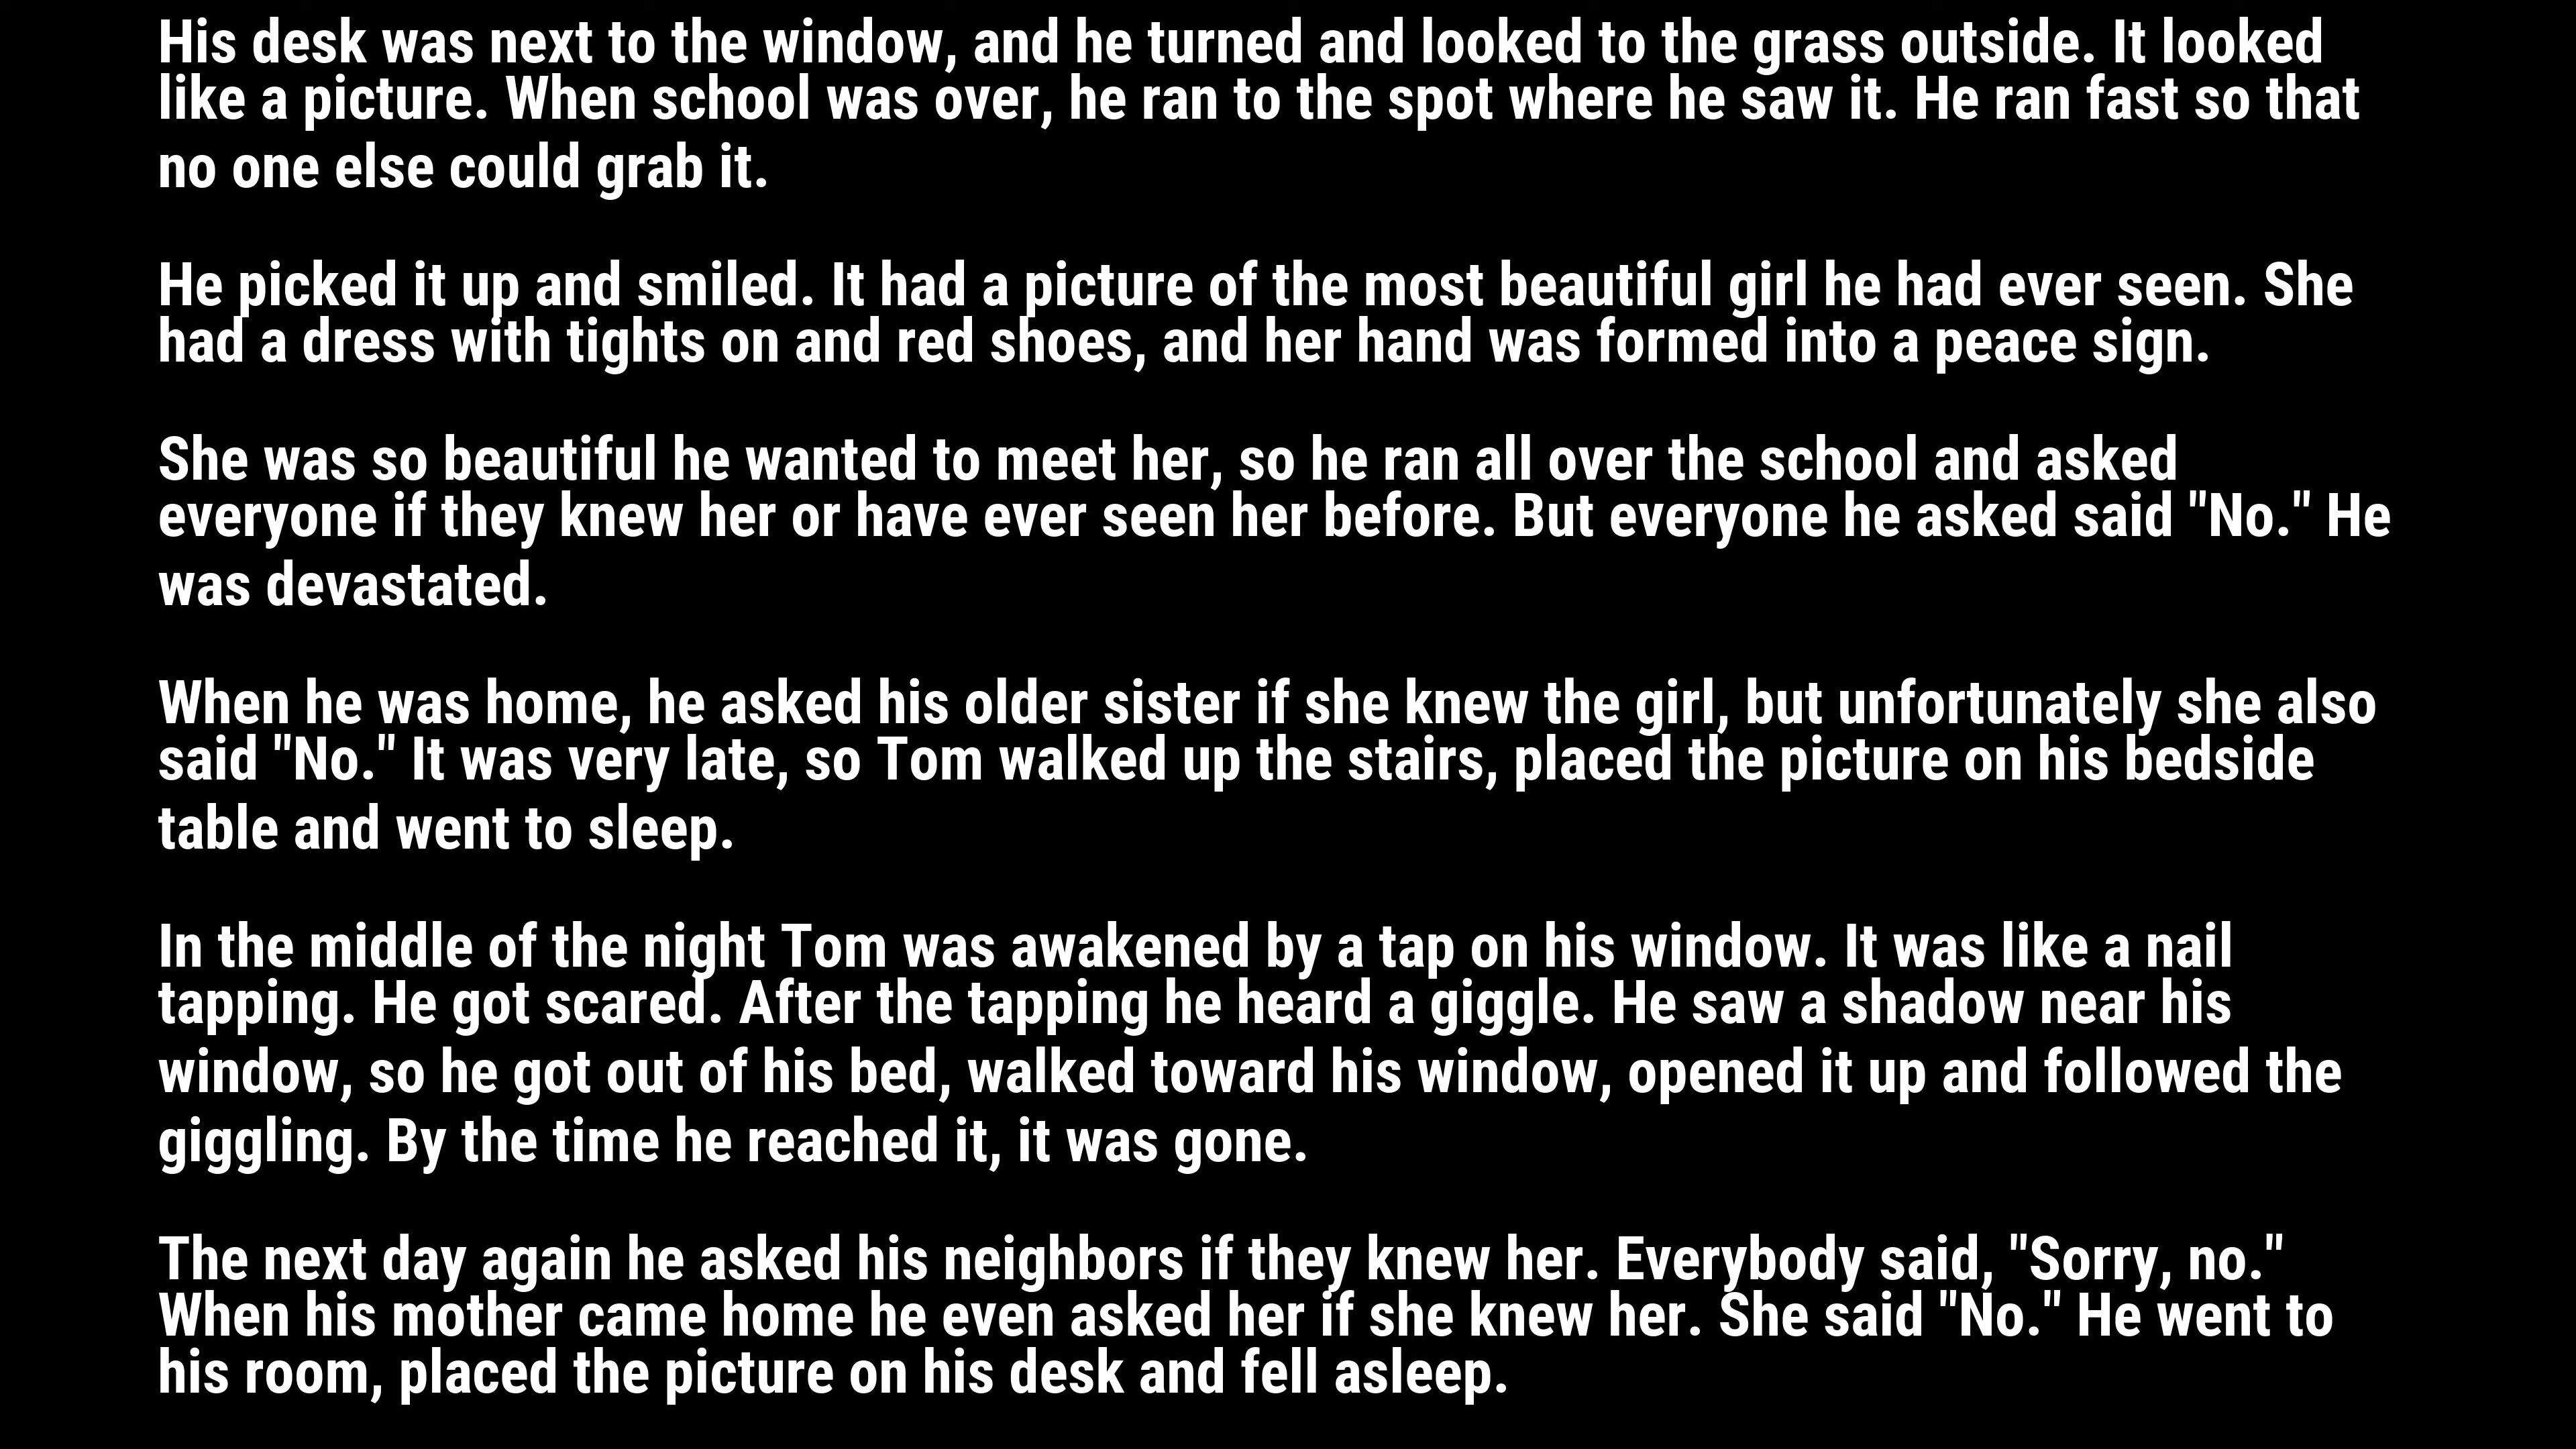 His desk was next to the window, and he turned and looked to the grass outside. It looked
like a picture. When school was over, he ran to the spot where he saw it. He ran fast so that
no one else could grab it.
He picked it up and smiled. It had a picture of the most beautiful girl he had ever seen. She
had a dress with tights on and red shoes, and her hand was formed into a peace sign.
She was so beautiful he wanted to meet her, so he ran all over the school and asked
everyone if they knew her or have ever seen her before. But everyone he asked said "No." He
was devastated.
When he was home, he asked his older sister if she knew the girl, but unfortunately she also
said "No." It was very late, so Tom walked up the stairs, placed the picture on his bedside
table and went to sleep.
In the middle of the night Tom was awakened by a tap on his window. It was like a nail
tapping. He got scared. After the tapping he heard a giggle. He saw a shadow near his
window, so he got out of his bed, walked toward his window, opened it up and followed the
giggling. By the time he reached it, it was gone.
The next day again he asked his neighbors if they knew her. Everybody said, "Sorry, no."
When his mother came home he even asked her if she knew her. She said "No." He went to
his room, placed the picture on his desk and fell asleep.